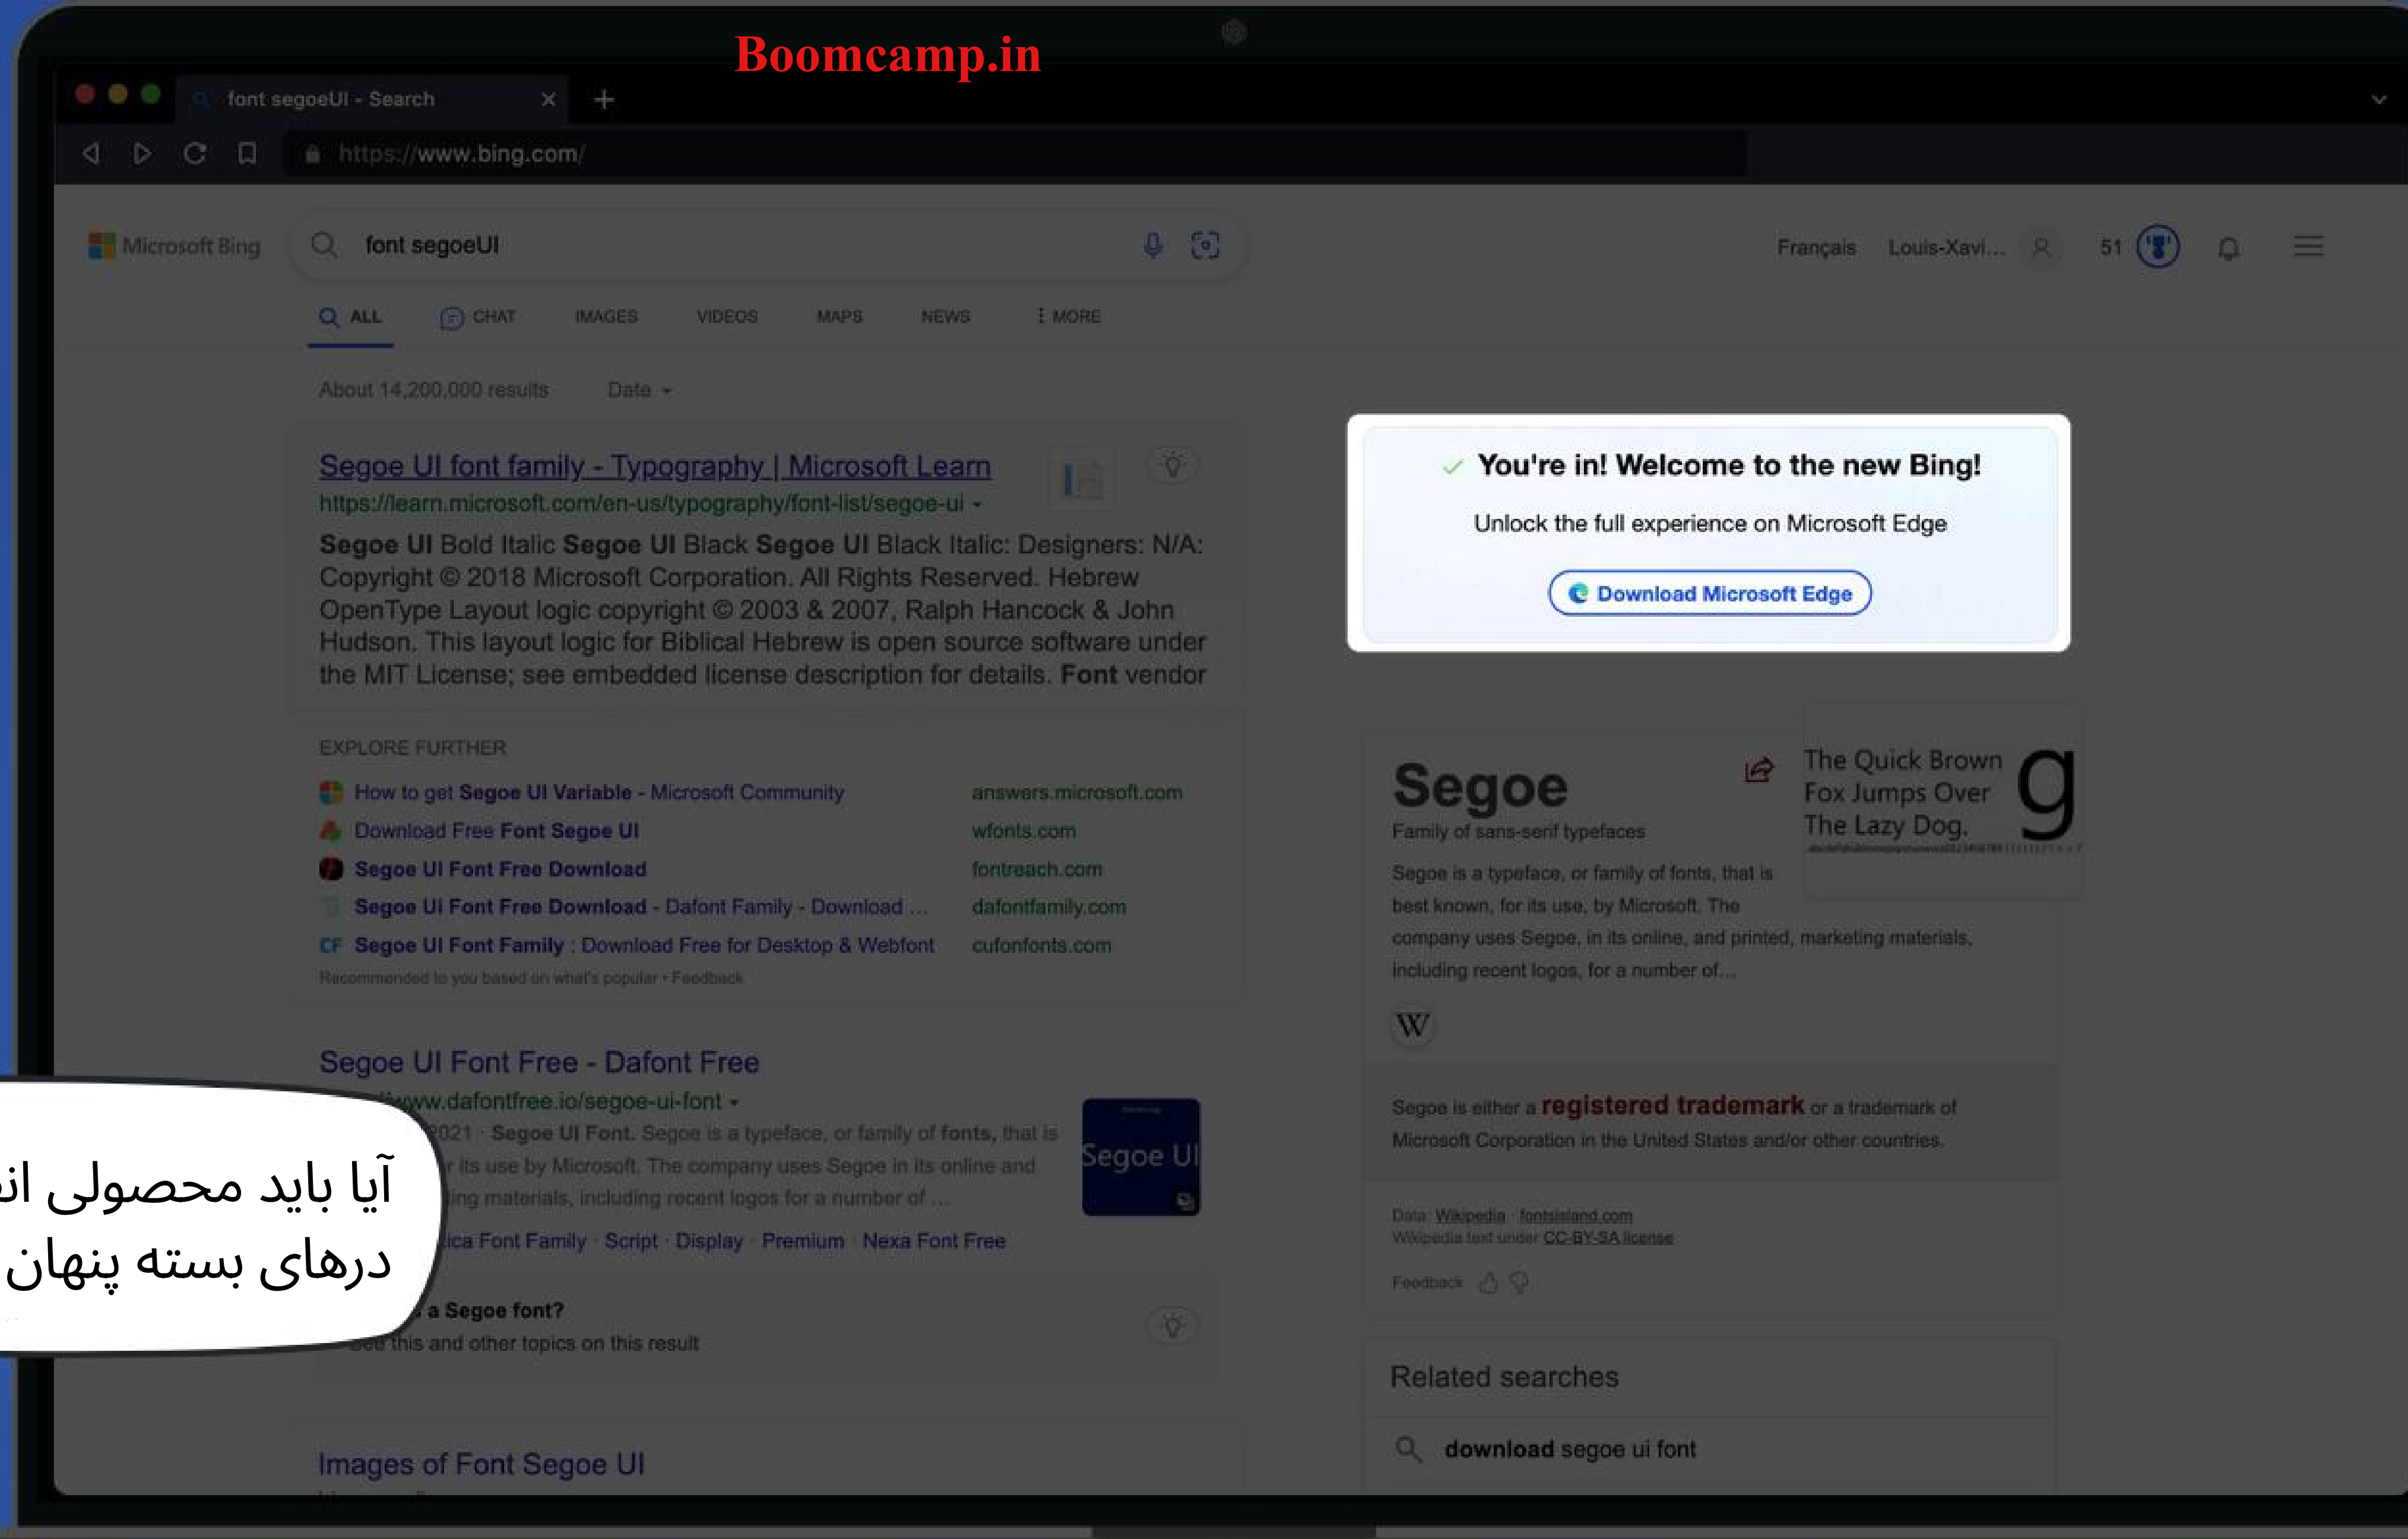 Boomcamp.in
font segoeUI - Search
https://www.bing.com/
Microsoft Bing
font segoeUI
Français Louis-Xavi... 51
ALL CHAT IMAGES VIDEOS MAPS NEWS MORE
About 14,200,000 results Date
Segoe UI font family - Typography | Microsoft Learn
https://learn.microsoft.com/en-us/typography/font-list/segoe-ui
Segoe UI Bold Italic Segoe UI Black Segoe UI Black Italic: Designers: N/A:
Copyright © 2018 Microsoft Corporation. All Rights Reserved. Hebrew
OpenType Layout logic copyright © 2003 & 2007, Ralph Hancock & John
Hudson. This layout logic for Biblical Hebrew is open source software under
the MIT License; see embedded license description for details. Font vendor
EXPLORE FURTHER
How to get Segoe UI Variable - Microsoft Community answers.microsoft.com
Download Free Font Segoe UI wfonts.com
Segoe UI Font Free Download fontreach.com
Segoe Ui Font Free Download - Dafont Family - Download ... dafontfamily.com
CF Segoe UI Font Family : Download Free for Desktop & Webfont cufonfonts.com
Recommended to you based on what's popular • Feedback
Segoe UI Font Free - Dafont Free
www.dafontfree.io/segoe-ui-font
2021 · Segoe UI Font. Segoe is a typeface, or family of fonts, that is
its use by Microsoft. The company uses Segoe in its online and
materials, including recent logos for a number of ...
Font Family · Script · Display · Premium · Nexa Font Free
Segoe UI
a Segoe font?
this and other topics on this result
Images of Font Segoe UI
You're in! Welcome to the new Bing!
Unlock the full experience on Microsoft Edge
Download Microsoft Edge
Segoe
Family of sans-serif typefaces
The Quick Brown
Fox Jumps Over
The Lazy Dog.
g
Segoe is a typeface, or family of fonts, that is
best known, for its use, by Microsoft. The
company uses Segoe, in its online, and printed, marketing materials,
including recent logos, for a number of...
W
Segoe is either a registered trademark or a trademark of
Microsoft Corporation in the United States and/or other countries.
Data: Wikipedia · fontsisland.com
Wikipedia text under CC-BY-SA license
Feedback
Related searches
download segoe ui font
آیا باید محصولی
درهای بسته پنهان